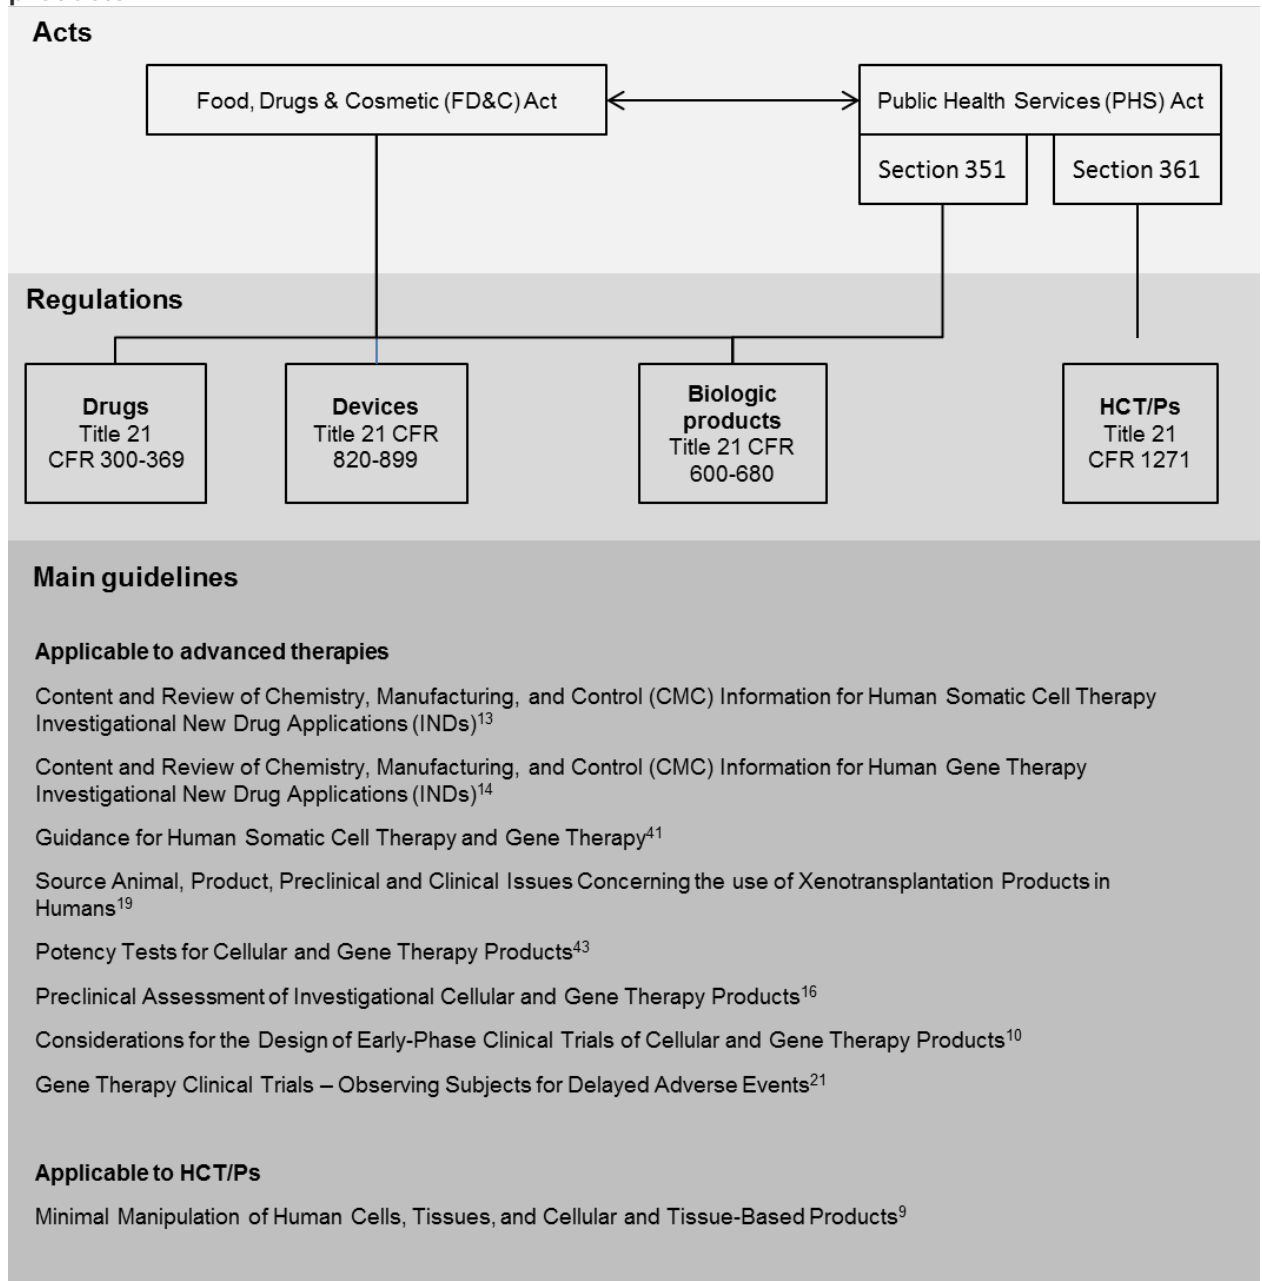 Acts
Food, Drugs & Cosmetic (FD&C) Act
Public Health Services (PHS) Act
Section 351
Section 361
Regulations
Drugs
Title 21
CFR 300-369
Devices
Title 21 CFR
820-899
Biologic
products
Title 21 CFR
600-680
HCT/Ps
Title 21
CFR 1271
Main guidelines
Applicable to advanced therapies
Content and Review of Chemistry, Manufacturing, and Control (CMC) Information for Human Somatic Cell Therapy
Investigational New Drug Applications (INDs)¹³
Content and Review of Chemistry, Manufacturing, and Control (CMC) Information for Human Gene Therapy
Investigational New Drug Applications (INDs)¹⁴
Guidance for Human Somatic Cell Therapy and Gene Therapy⁴¹
Source Animal, Product, Preclinical and Clinical Issues Concerning the use of Xenotransplantation Products in
Humans¹⁹
Potency Tests for Cellular and Gene Therapy Products⁴³
Preclinical Assessment of Investigational Cellular and Gene Therapy Products¹⁶
Considerations for the Design of Early-Phase Clinical Trials of Cellular and Gene Therapy Products¹⁰
Gene Therapy Clinical Trials – Observing Subjects for Delayed Adverse Events²¹
Applicable to HCT/Ps
Minimal Manipulation of Human Cells, Tissues, and Cellular and Tissue-Based Products⁹